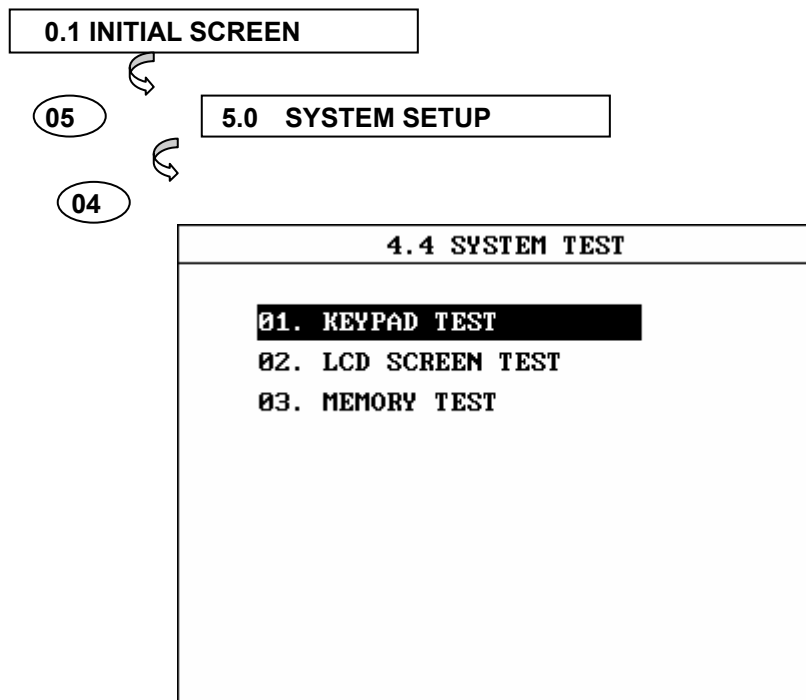 0.1 INITIAL SCREEN
05
5.0 SYSTEM SETUP
04
4.4 SYSTEM TEST
01. KEYPAD TEST
02. LCD SCREEN TEST
03. MEMORY TEST